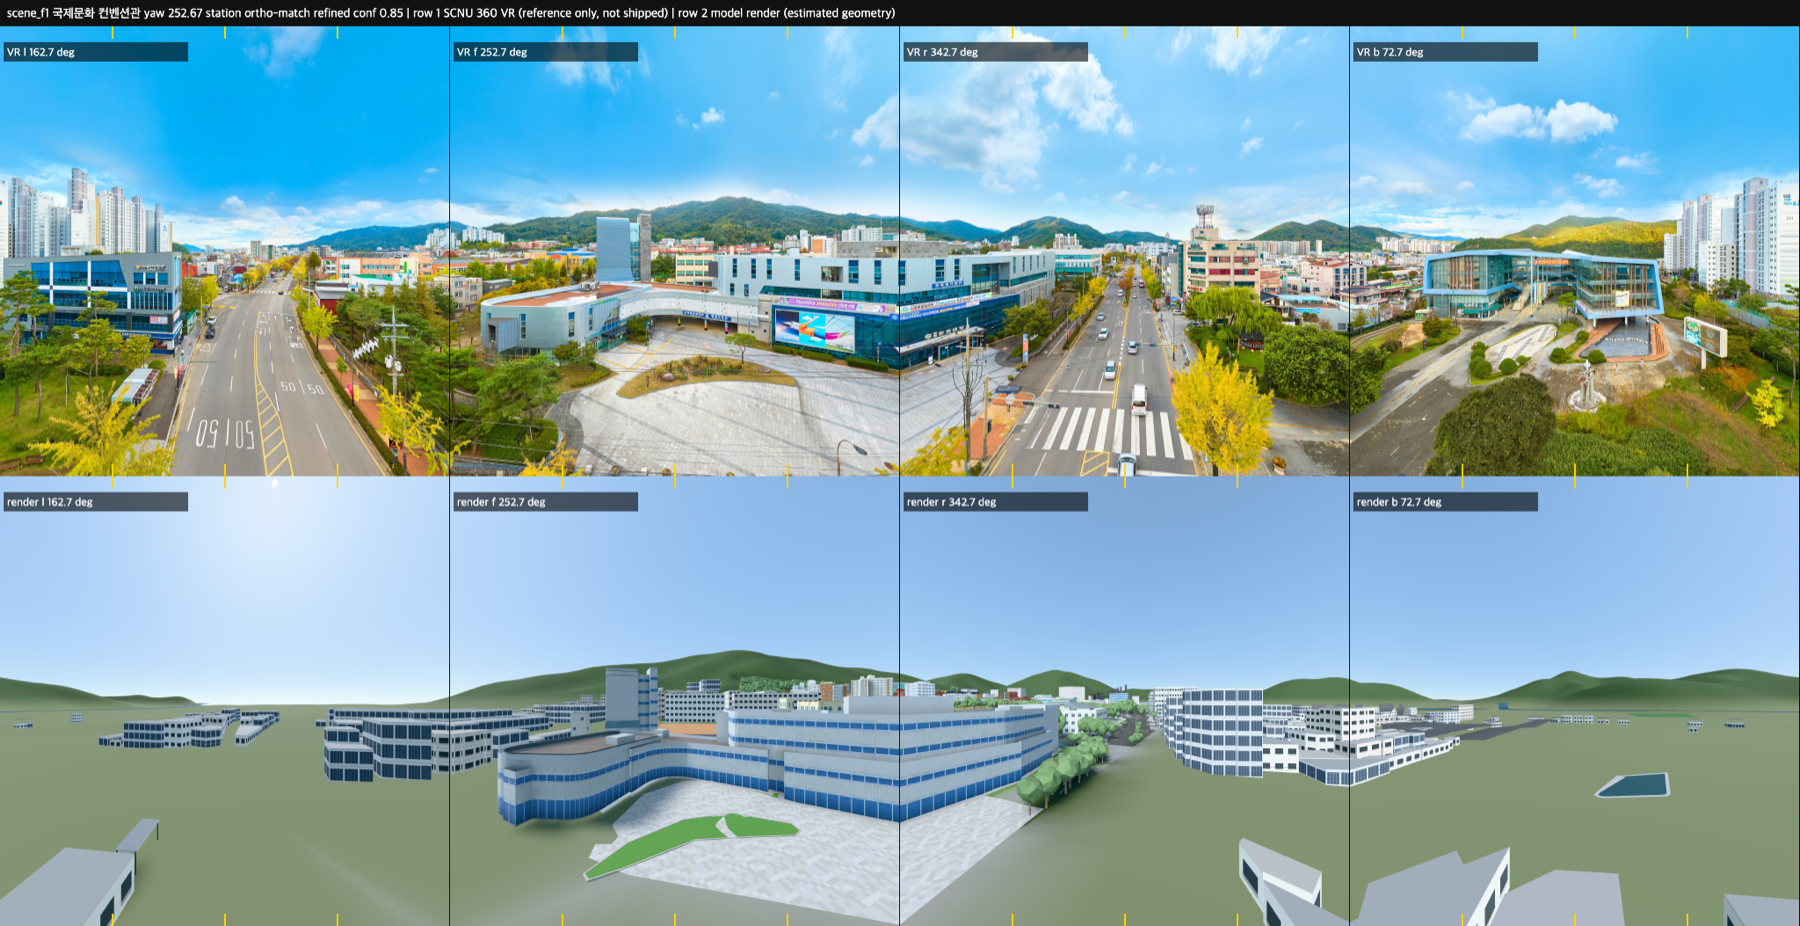 scene_f1 국제문화 컨벤션관 yaw 252.67 station ortho-match refined conf 0.85 | row 1 SCNU 360 VR (reference only, not shipped) | row 2 model render (estimated geometry)
VR l 162.7 deg
VR f 252.7 deg
VR r 342.7 deg
VR b 72.7 deg
50 | 50
50 | 50
render l 162.7 deg
render f 252.7 deg
render r 342.7 deg
render b 72.7 deg